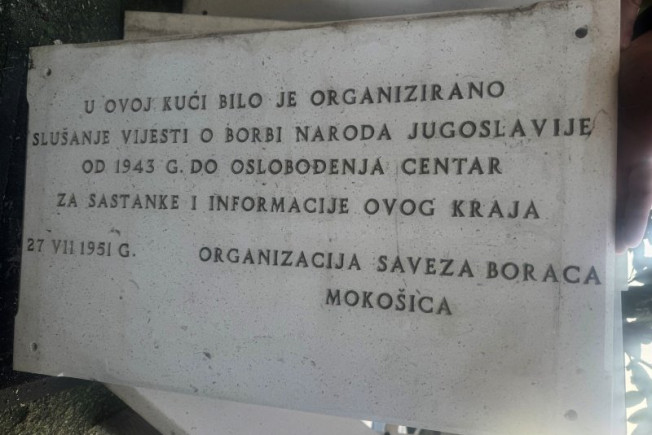 U OVOJ KUĆI BILO JE ORGANIZIRANO
SLUŠANJE VIJESTI O BORBI NARODA JUGOSLAVIJE
OD 1943 G. DO OSLOBOĐENJA CENTAR
ZA SASTANKE I INFORMACIJE OVOG KRAJA
27 VII 1951 G. ORGANIZACIJA SAVEZA BORACA
MOKOŠICA